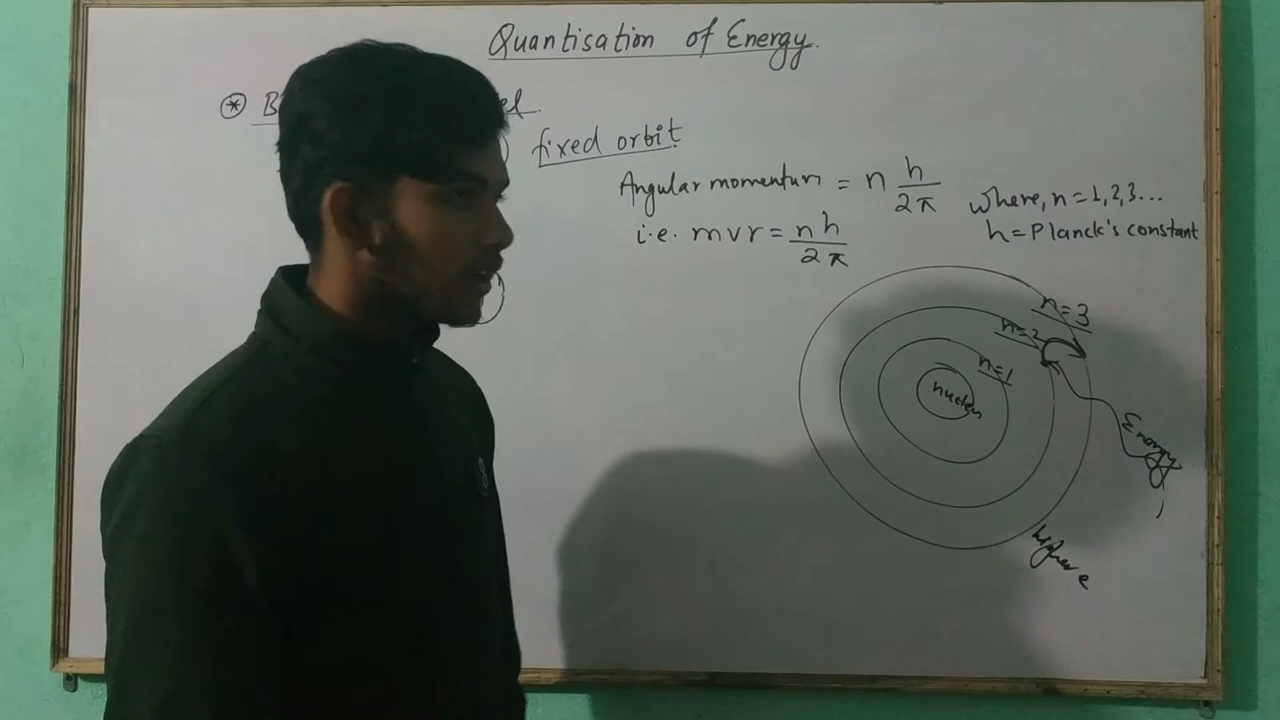 Quantisation of Energy.
fixed orbit
Angular momentum = n h/2π where, n = 1, 2, 3...
i.e. mvr = nh/2π h = Planck's constant
n=3
n=2
n=1
nucleus
Energy
higher e